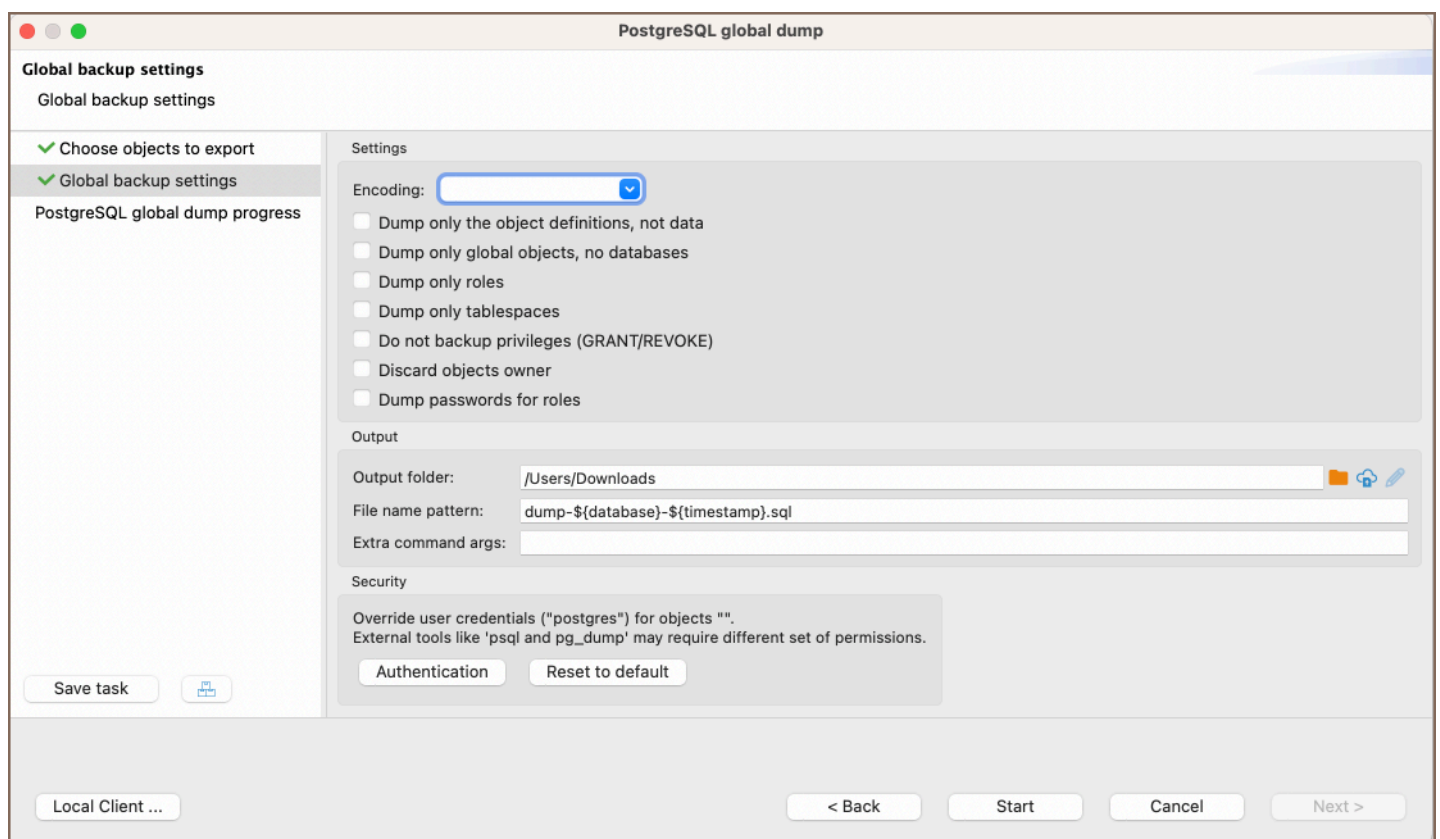 PostgreSQL global dump
Global backup settings
Global backup settings
Choose objects to export
Global backup settings
PostgreSQL global dump progress
Settings
Encoding:
Dump only the object definitions, not data
Dump only global objects, no databases
Dump only roles
Dump only tablespaces
Do not backup privileges (GRANT/REVOKE)
Discard objects owner
Dump passwords for roles
Output
Output folder: /Users/Downloads
File name pattern: dump-${database}-${timestamp}.sql
Extra command args:
Security
Override user credentials ("postgres") for objects "".
External tools like 'psql and pg_dump' may require different set of permissions.
Authentication Reset to default
Save task
Local Client ... < Back Start Cancel Next >